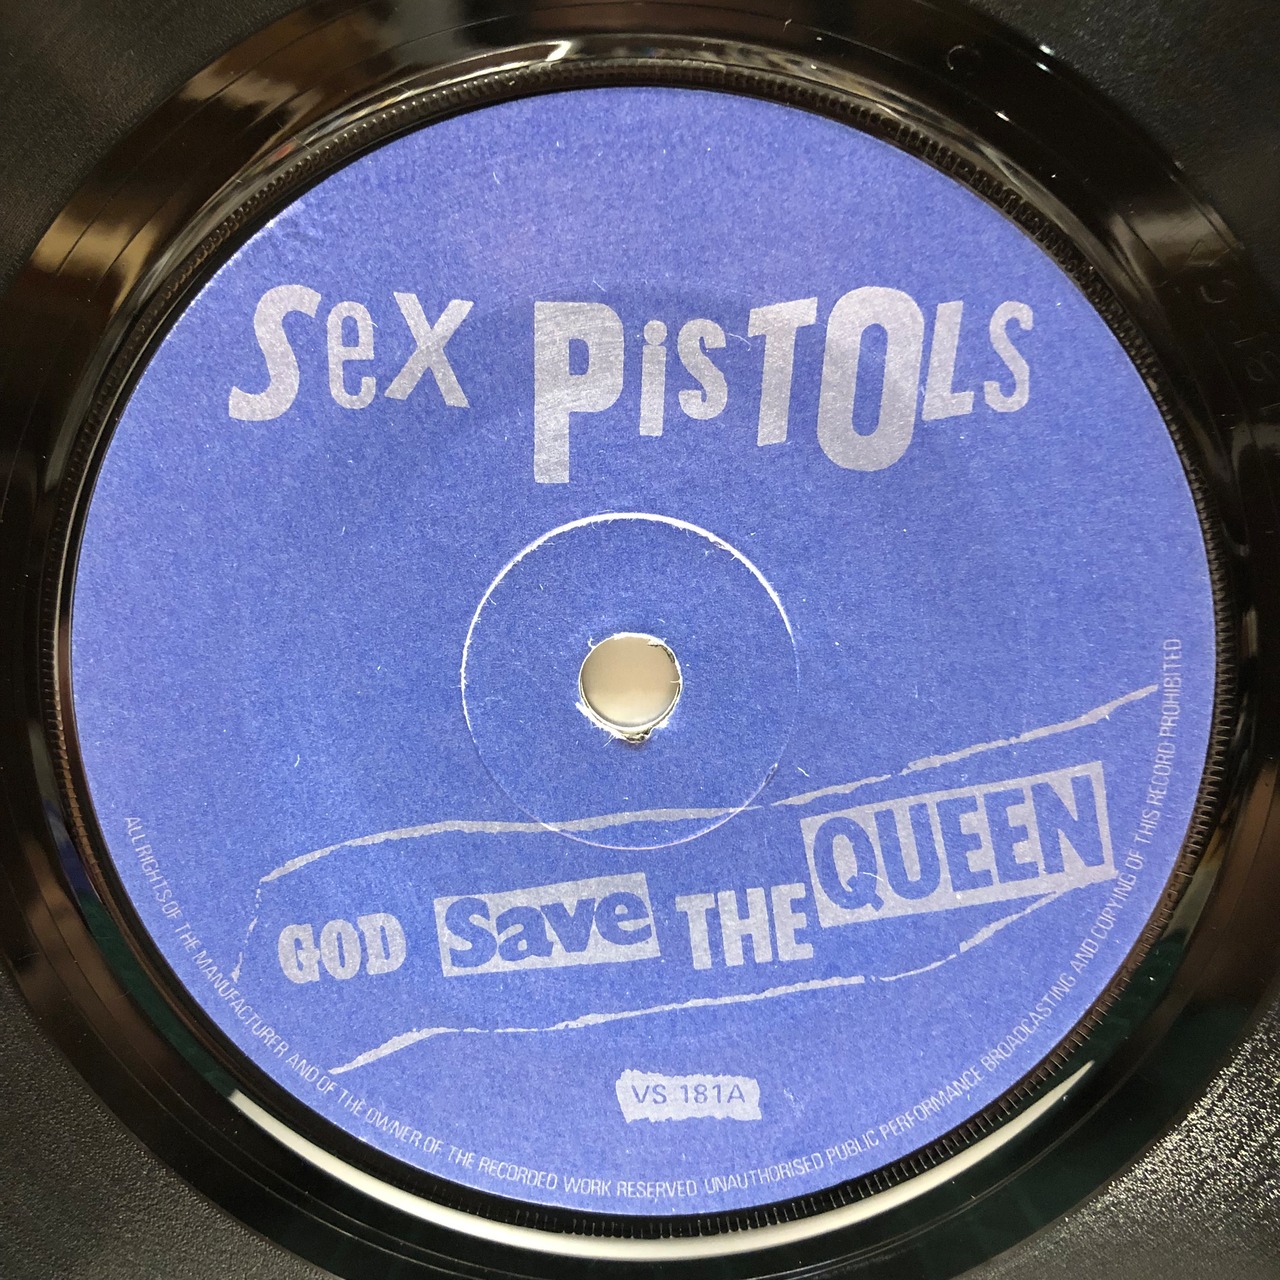 Sex PisTOLS
GOD Save THE QUEEN
VS 181A
ALL RIGHTS OF THE MANUFACTURER AND OF THE OWNER OF THE RECORDED WORK RESERVED UNAUTHORISED PUBLIC PERFORMANCE BROADCASTING AND COPYING OF THIS RECORD PROHIBITED